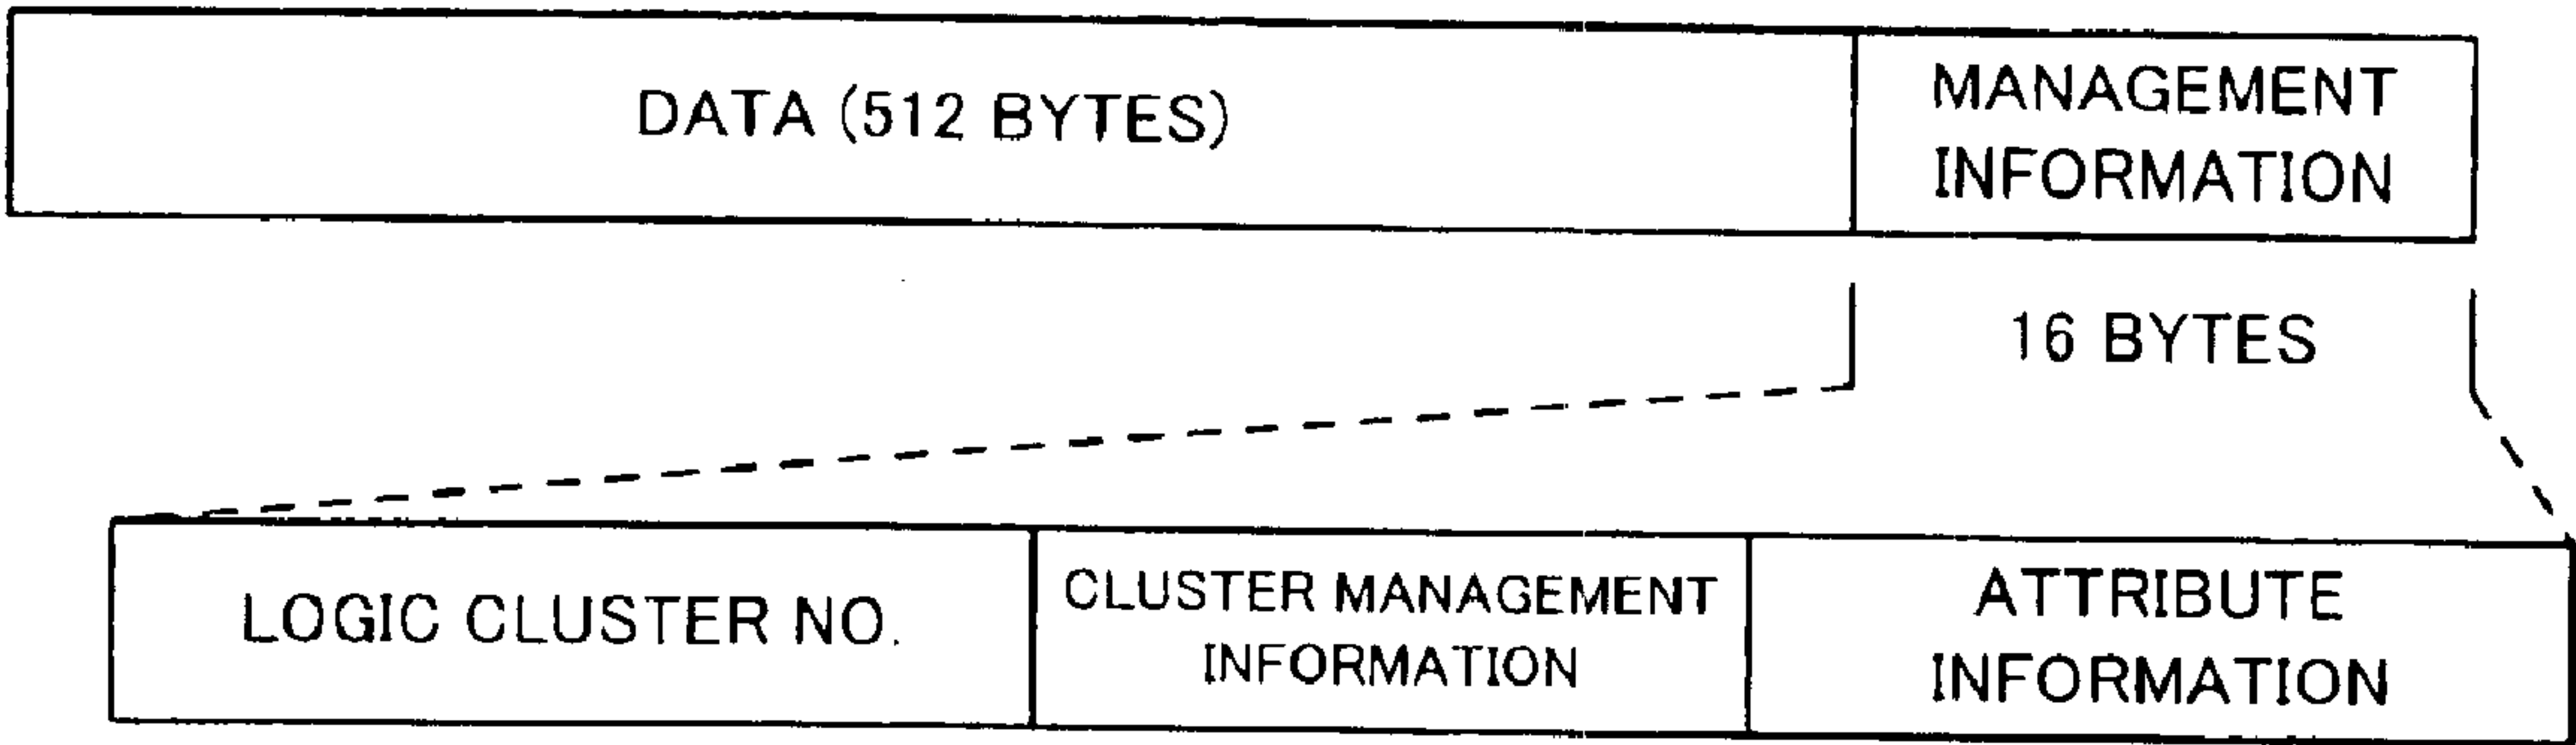 DATA (512 BYTES)
MANAGEMENT
INFORMATION
16 BYTES
LOGIC CLUSTER NO.
CLUSTER MANAGEMENT
INFORMATION
ATTRIBUTE
INFORMATION